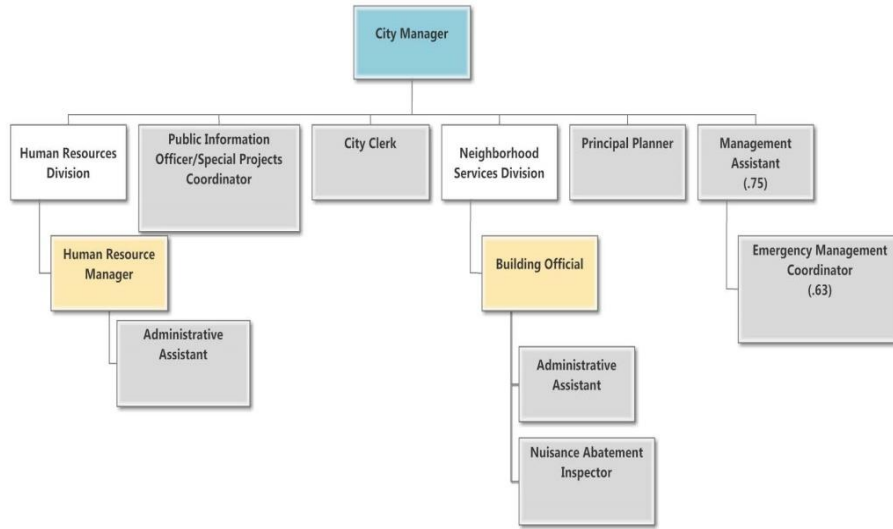 City Manager
Human Resources
Division
Public Information
Officer/Special Projects
Coordinator
City Clerk
Neighborhood
Services Division
Principal Planner
Management
Assistant
(.75)
Human Resource
Manager
Building Official
Emergency Management
Coordinator
(.63)
Administrative
Assistant
Administrative
Assistant
Nuisance Abatement
Inspector